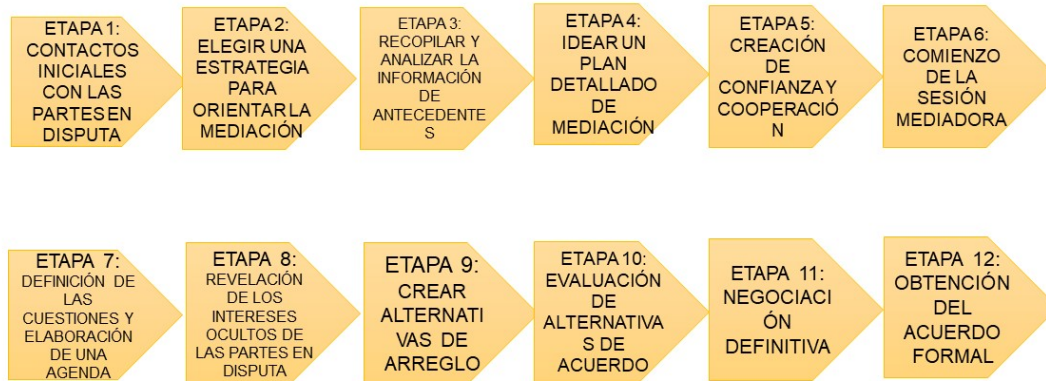 ETAPA 1:
CONTACTOS
INICIALES
CON LAS
PARTES EN
DISPUTA
ETAPA 2:
ELEGIR UNA
ESTRATEGIA
PARA
ORIENTAR LA
MEDIACIÓN
ETAPA 3:
RECOPILAR Y
ANALIZAR LA
INFORMACIÓN
DE
ANTECEDENTE
S
ETAPA 4:
IDEAR UN
PLAN
DETALLADO
DE
MEDIACIÓN
ETAPA 5:
CREACIÓN
DE
CONFIANZA Y
COOPERACIÓ
N
ETAPA 6:
COMIENZO
DE LA
SESIÓN
MEDIADORA
ETAPA 7:
DEFINICIÓN DE
LAS
CUESTIONES Y
ELABORACIÓN
DE UNA
AGENDA
ETAPA 8:
REVELACIÓN
DE LOS
INTERESES
OCULTOS DE
LAS PARTES EN
DISPUTA
ETAPA 9:
CREAR
ALTERNATI
VAS DE
ARREGLO
ETAPA 10:
EVALUACIÓN
DE
ALTERNATIVA
S DE
ACUERDO
ETAPA 11:
NEGOCIACI
ÓN
DEFINITIVA
ETAPA 12:
OBTENCIÓN
DEL
ACUERDO
FORMAL